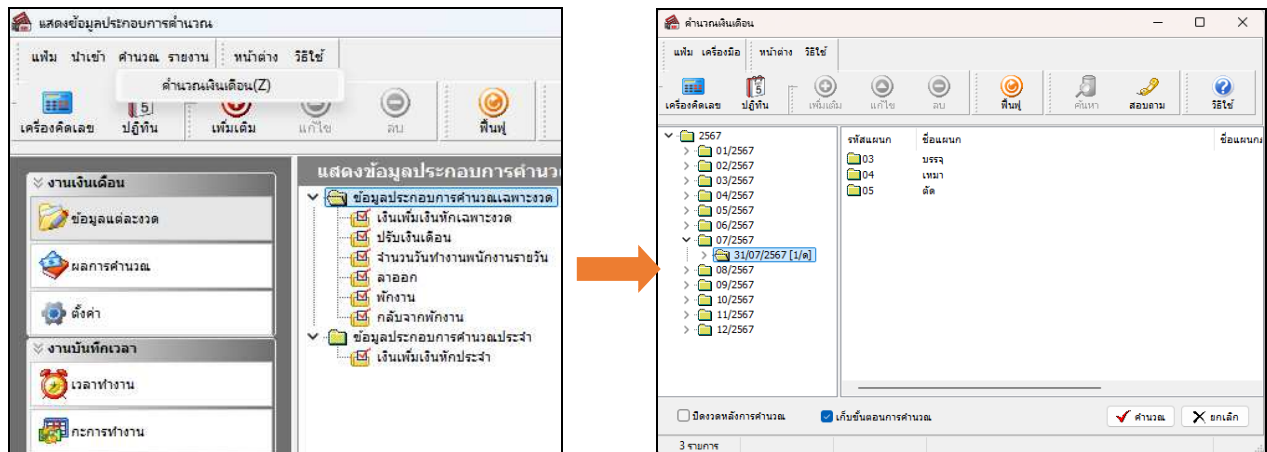 แสดงข้อมูลประกอบการคำนวณ
แฟ้ม นำเข้า คำนวณ รายงาน หน้าต่าง วิธีใช้
คำนวณเงินเดือน(Z)
5
เครื่องคิดเลข ปฏิทิน เพิ่มเติม แก้ไข ลบ ฟื้นฟู
งานเงินเดือน
ข้อมูลแต่ละงวด
ผลการคำนวณ
ตั้งค่า
งานบันทึกเวลา
เวลาทำงาน
กะการทำงาน
แสดงข้อมูลประกอบการคำนว
ข้อมูลประกอบการคำนวณเฉพาะงวด
เงินเพิ่มเงินหักเฉพาะงวด
ปรับเงินเดือน
จำนวนวันทำงานพนักงานรายวัน
ลาออก
พักงาน
กลับจากพักงาน
ข้อมูลประกอบการคำนวณประจำ
เงินเพิ่มเงินหักประจำ
คำนวณเงินเดือน
แฟ้ม เครื่องมือ หน้าต่าง วิธีใช้
5
เครื่องคิดเลข ปฏิทิน เพิ่มเติม แก้ไข ลบ ฟื้นฟู ค้นหา สอบถาม วิธีใช้
2567
01/2567
02/2567
03/2567
04/2567
05/2567
06/2567
07/2567
31/07/2567 [1/ด]
08/2567
09/2567
10/2567
11/2567
12/2567
รหัสแผนก ชื่อแผนก ชื่อแผนกภ
03 บรรจุ
04 เหมา
05 ตัด
ปิดงวดหลังการคำนวณ เก็บขั้นตอนการคำนวณ คำนวณ ยกเลิก
3 รายการ